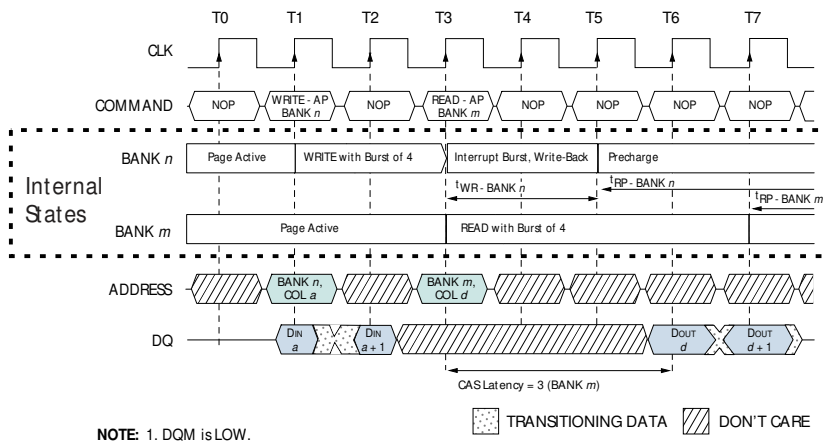 T0 T1 T2 T3 T4 T5 T6 T7
CLK
COMMAND NOP WRITE - AP BANK n NOP READ - AP BANK m NOP NOP NOP NOP
Internal States
BANK n Page Active WRITE with Burst of 4 Interrupt Burst, Write-Back Precharge
tWR - BANK n tRP - BANK n
tRP - BANK m
BANK m Page Active READ with Burst of 4
ADDRESS BANK n, COL a BANK m, COL d
DQ DIN a DIN a + 1 DOUT d DOUT d + 1
CAS Latency = 3 (BANK m)
TRANSITIONING DATA DON'T CARE
NOTE: 1. DQM is LOW.